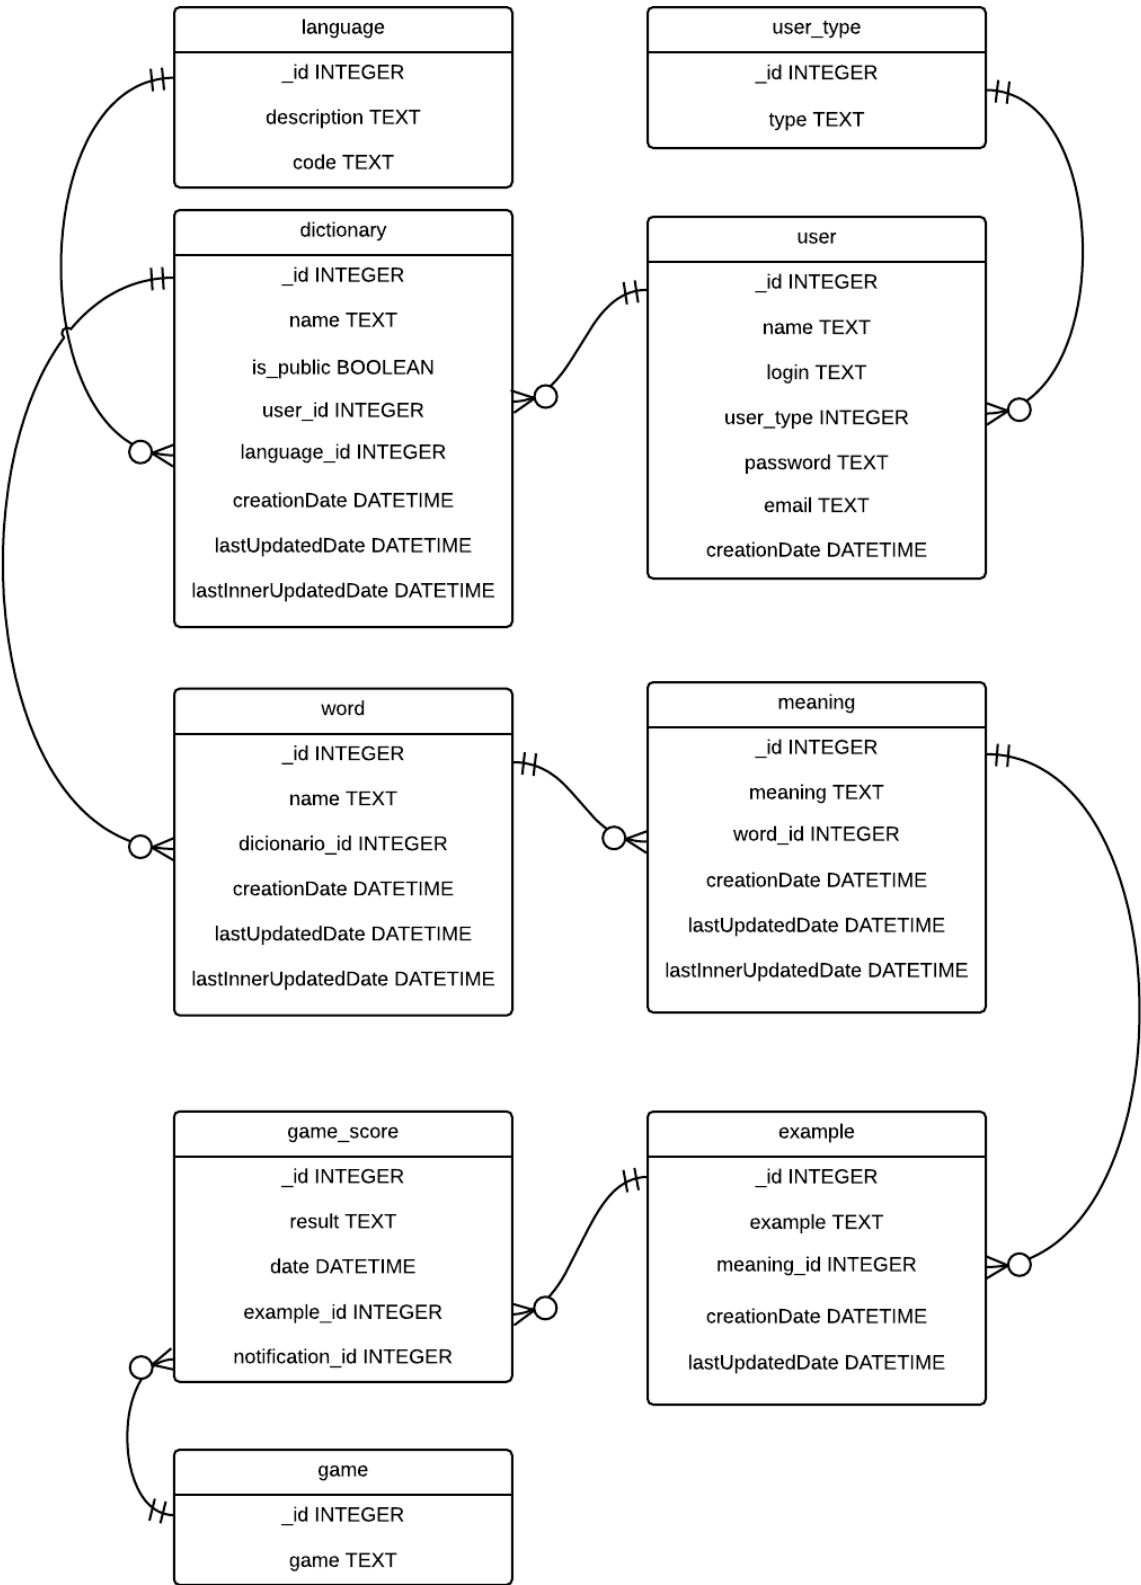 language
_id INTEGER
description TEXT
code TEXT
user_type
_id INTEGER
type TEXT
dictionary
_id INTEGER
name TEXT
is_public BOOLEAN
user_id INTEGER
language_id INTEGER
creationDate DATETIME
lastUpdatedDate DATETIME
lastInnerUpdatedDate DATETIME
user
_id INTEGER
name TEXT
login TEXT
user_type INTEGER
password TEXT
email TEXT
creationDate DATETIME
word
_id INTEGER
name TEXT
dicionario_id INTEGER
creationDate DATETIME
lastUpdatedDate DATETIME
lastInnerUpdatedDate DATETIME
meaning
_id INTEGER
meaning TEXT
word_id INTEGER
creationDate DATETIME
lastUpdatedDate DATETIME
lastInnerUpdatedDate DATETIME
game_score
_id INTEGER
result TEXT
date DATETIME
example_id INTEGER
notification_id INTEGER
example
_id INTEGER
example TEXT
meaning_id INTEGER
creationDate DATETIME
lastUpdatedDate DATETIME
game
_id INTEGER
game TEXT